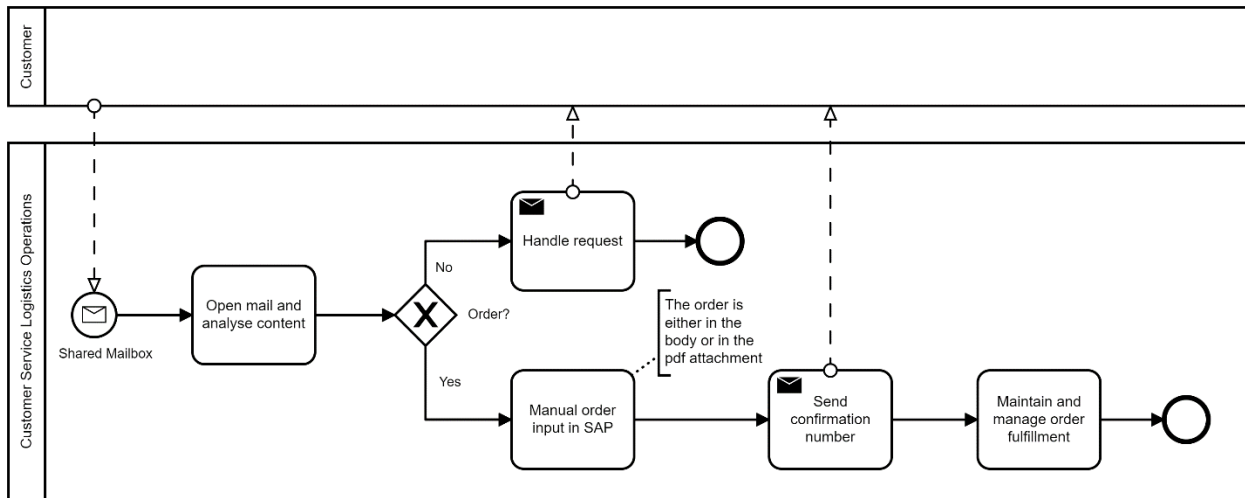 Customer
Customer Service Logistics Operations
Shared Mailbox
Open mail and
analyse content
Order?
No
Handle request
Yes
Manual order
input in SAP
The order is
either in the
body or in the
pdf attachment
Send
confirmation
number
Maintain and
manage order
fulfillment